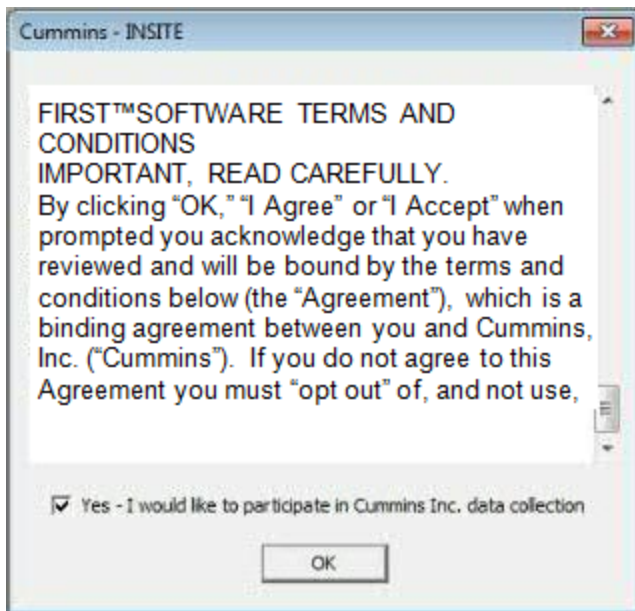 Cummins - INSITE
FIRST™SOFTWARE TERMS AND
CONDITIONS
IMPORTANT, READ CAREFULLY.
By clicking “OK,” “I Agree” or “I Accept” when
prompted you acknowledge that you have
reviewed and will be bound by the terms and
conditions below (the “Agreement”), which is a
binding agreement between you and Cummins,
Inc. (“Cummins”). If you do not agree to this
Agreement you must “opt out” of, and not use,
Yes - I would like to participate in Cummins Inc. data collection
OK